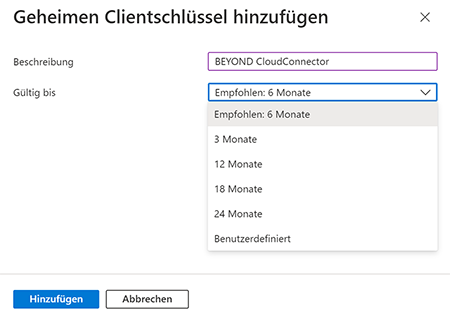 Geheimen Clientschlüssel hinzufügen
Beschreibung
BEYOND CloudConnector
Gültig bis
Empfohlen: 6 Monate
Empfohlen: 6 Monate
3 Monate
12 Monate
18 Monate
24 Monate
Benutzerdefiniert
Hinzufügen
Abbrechen